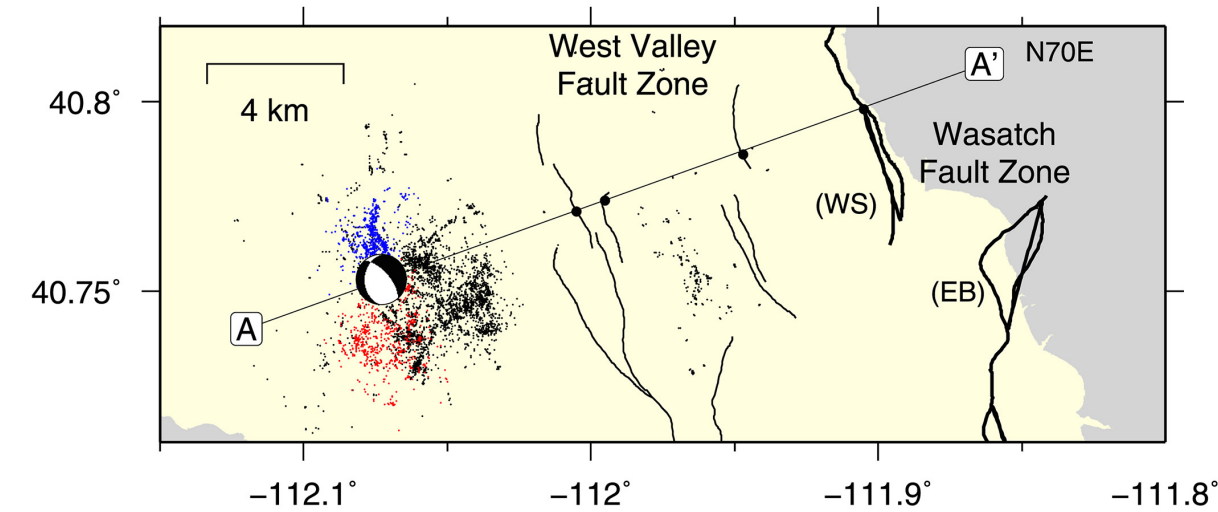 West Valley
Fault Zone
A’
N70E
40.8°
4 km
Wasatch
Fault Zone
(WS)
40.75°
(EB)
A
−112.1°
−112°
−111.9°
−111.8°